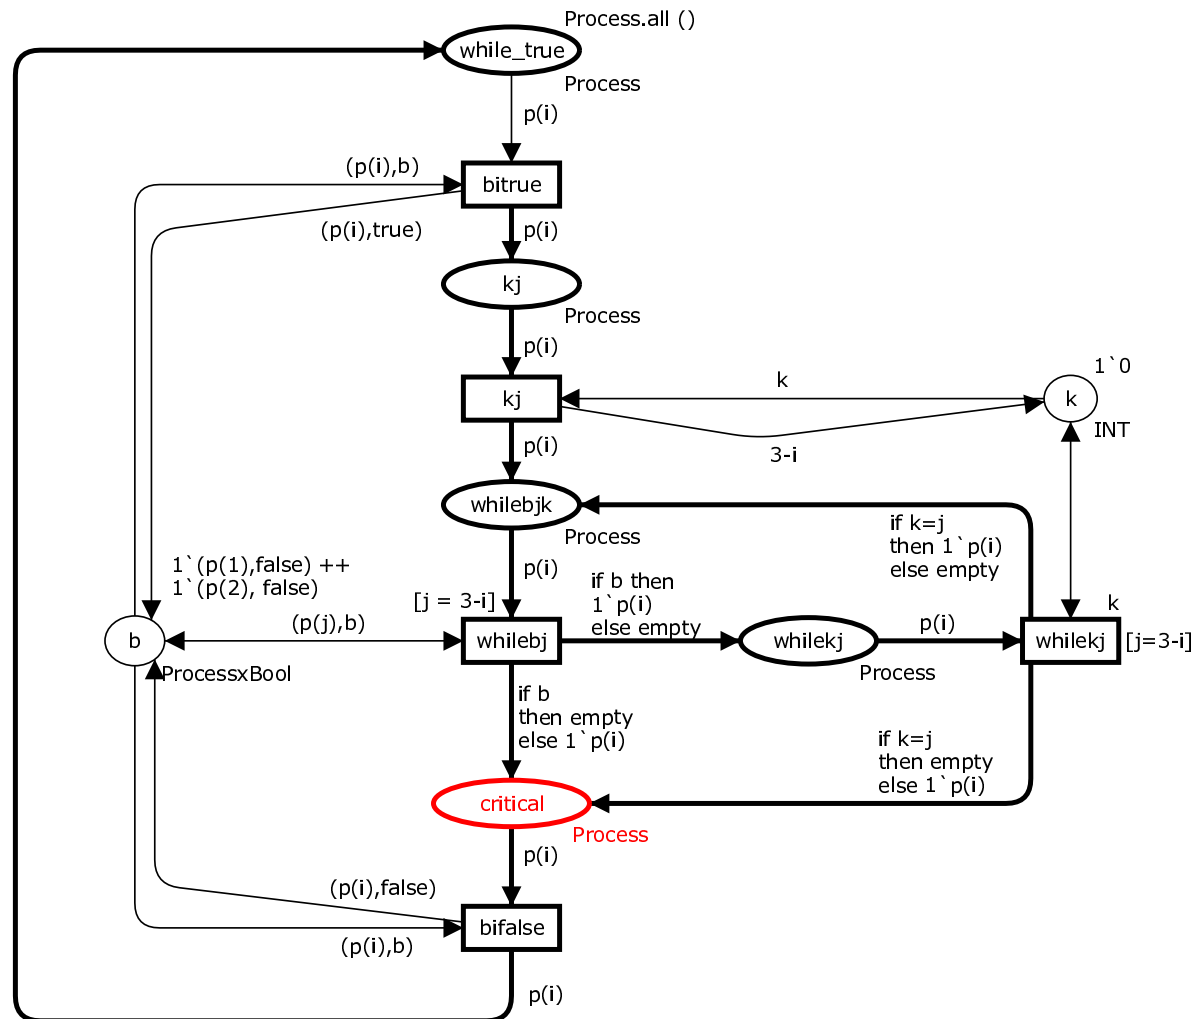 Process.all ()
while_true
Process
p(i)
(p(i),b)
bitrue
(p(i),true)
p(i)
kj
Process
p(i)
1`0
k
kj
k
INT
p(i)
3-i
whilebjk
Process
if k=j
then 1`p(i)
else empty
1`(p(1),false) ++
1`(p(2), false)
p(i)
if b then
1`p(i)
else empty
[j = 3-i]
k
b
(p(j),b)
whilebj
whilekj
p(i)
whilekj
[j=3-i]
ProcessxBool
Process
if b
then empty
else 1`p(i)
if k=j
then empty
else 1`p(i)
critical
Process
p(i)
(p(i),false)
bifalse
(p(i),b)
p(i)